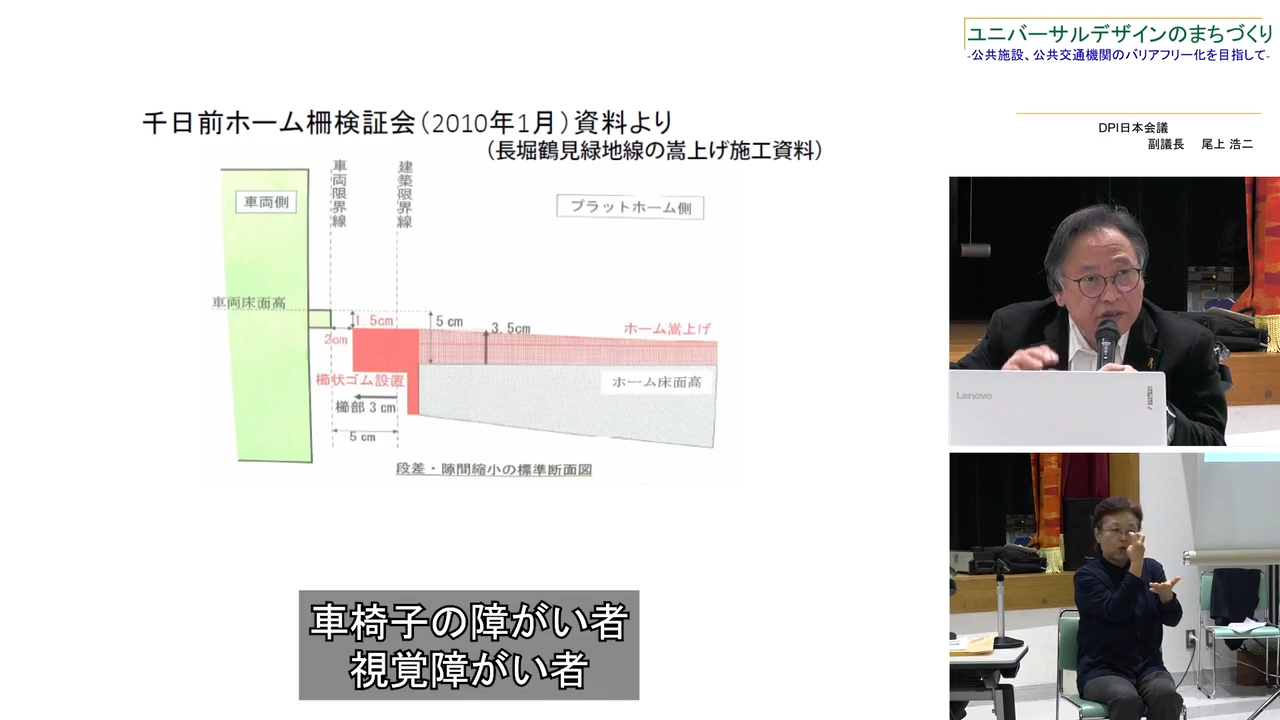 ユニバーサルデザインのまちづくり
-公共施設、公共交通機関のバリアフリー化を目指して-
DPI日本会議
副議長 尾上 浩二
千日前ホーム柵検証会(2010年1月)資料より
(長堀鶴見緑地線の嵩上げ施工資料)
車両側
車両限界線
建築限界線
プラットホーム側
車両床面高
1.5cm
5cm
3.5cm
ホーム嵩上げ
2cm
櫛状ゴム設置
ホーム床面高
櫛部3cm
5cm
段差・隙間縮小の標準断面図
Lenovo
車椅子の障がい者
視覚障がい者